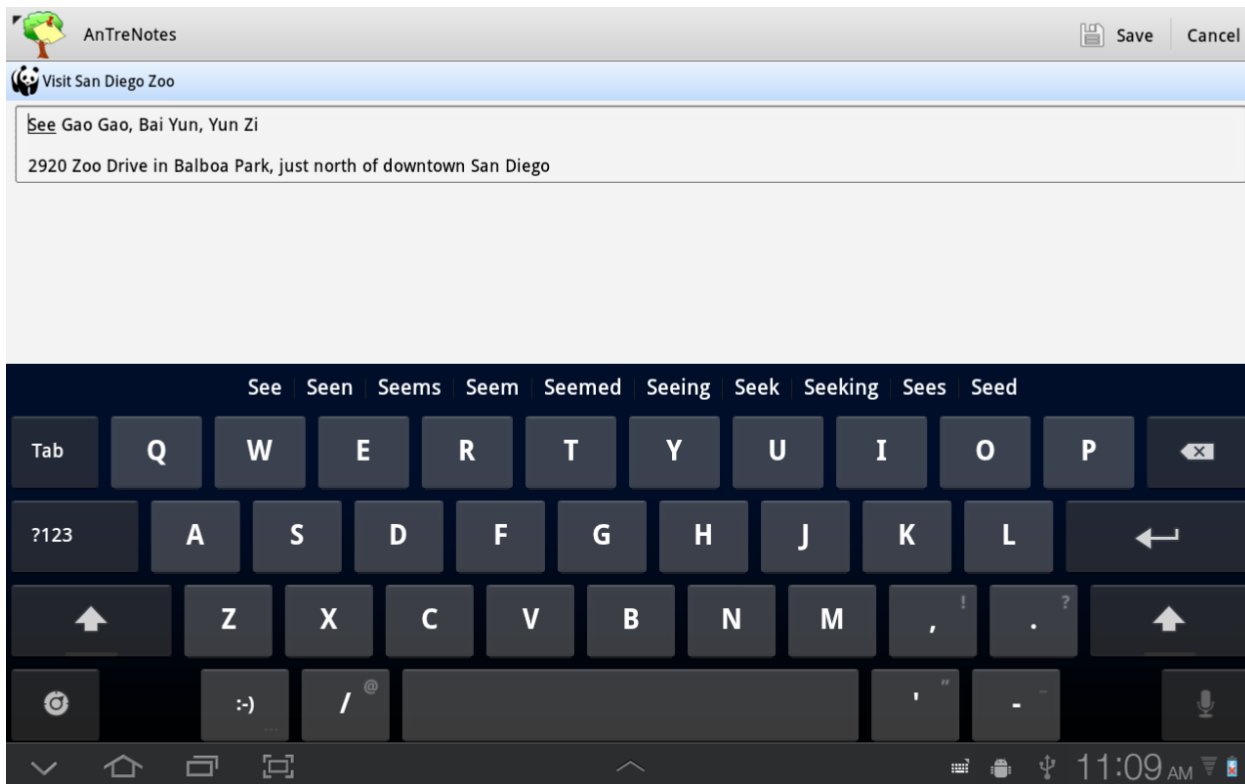 AnTreNotes Save Cancel
Visit San Diego Zoo
See Gao Gao, Bai Yun, Yun Zi
2920 Zoo Drive in Balboa Park, just north of downtown San Diego
See Seen Seems Seem Seemed Seeing Seek Seeking Sees Seed
Tab Q W E R T Y U I O P
?123 A S D F G H J K L
Z X C V B N M , ! . ?
:-) ... / @ ' " - _
11:09 AM